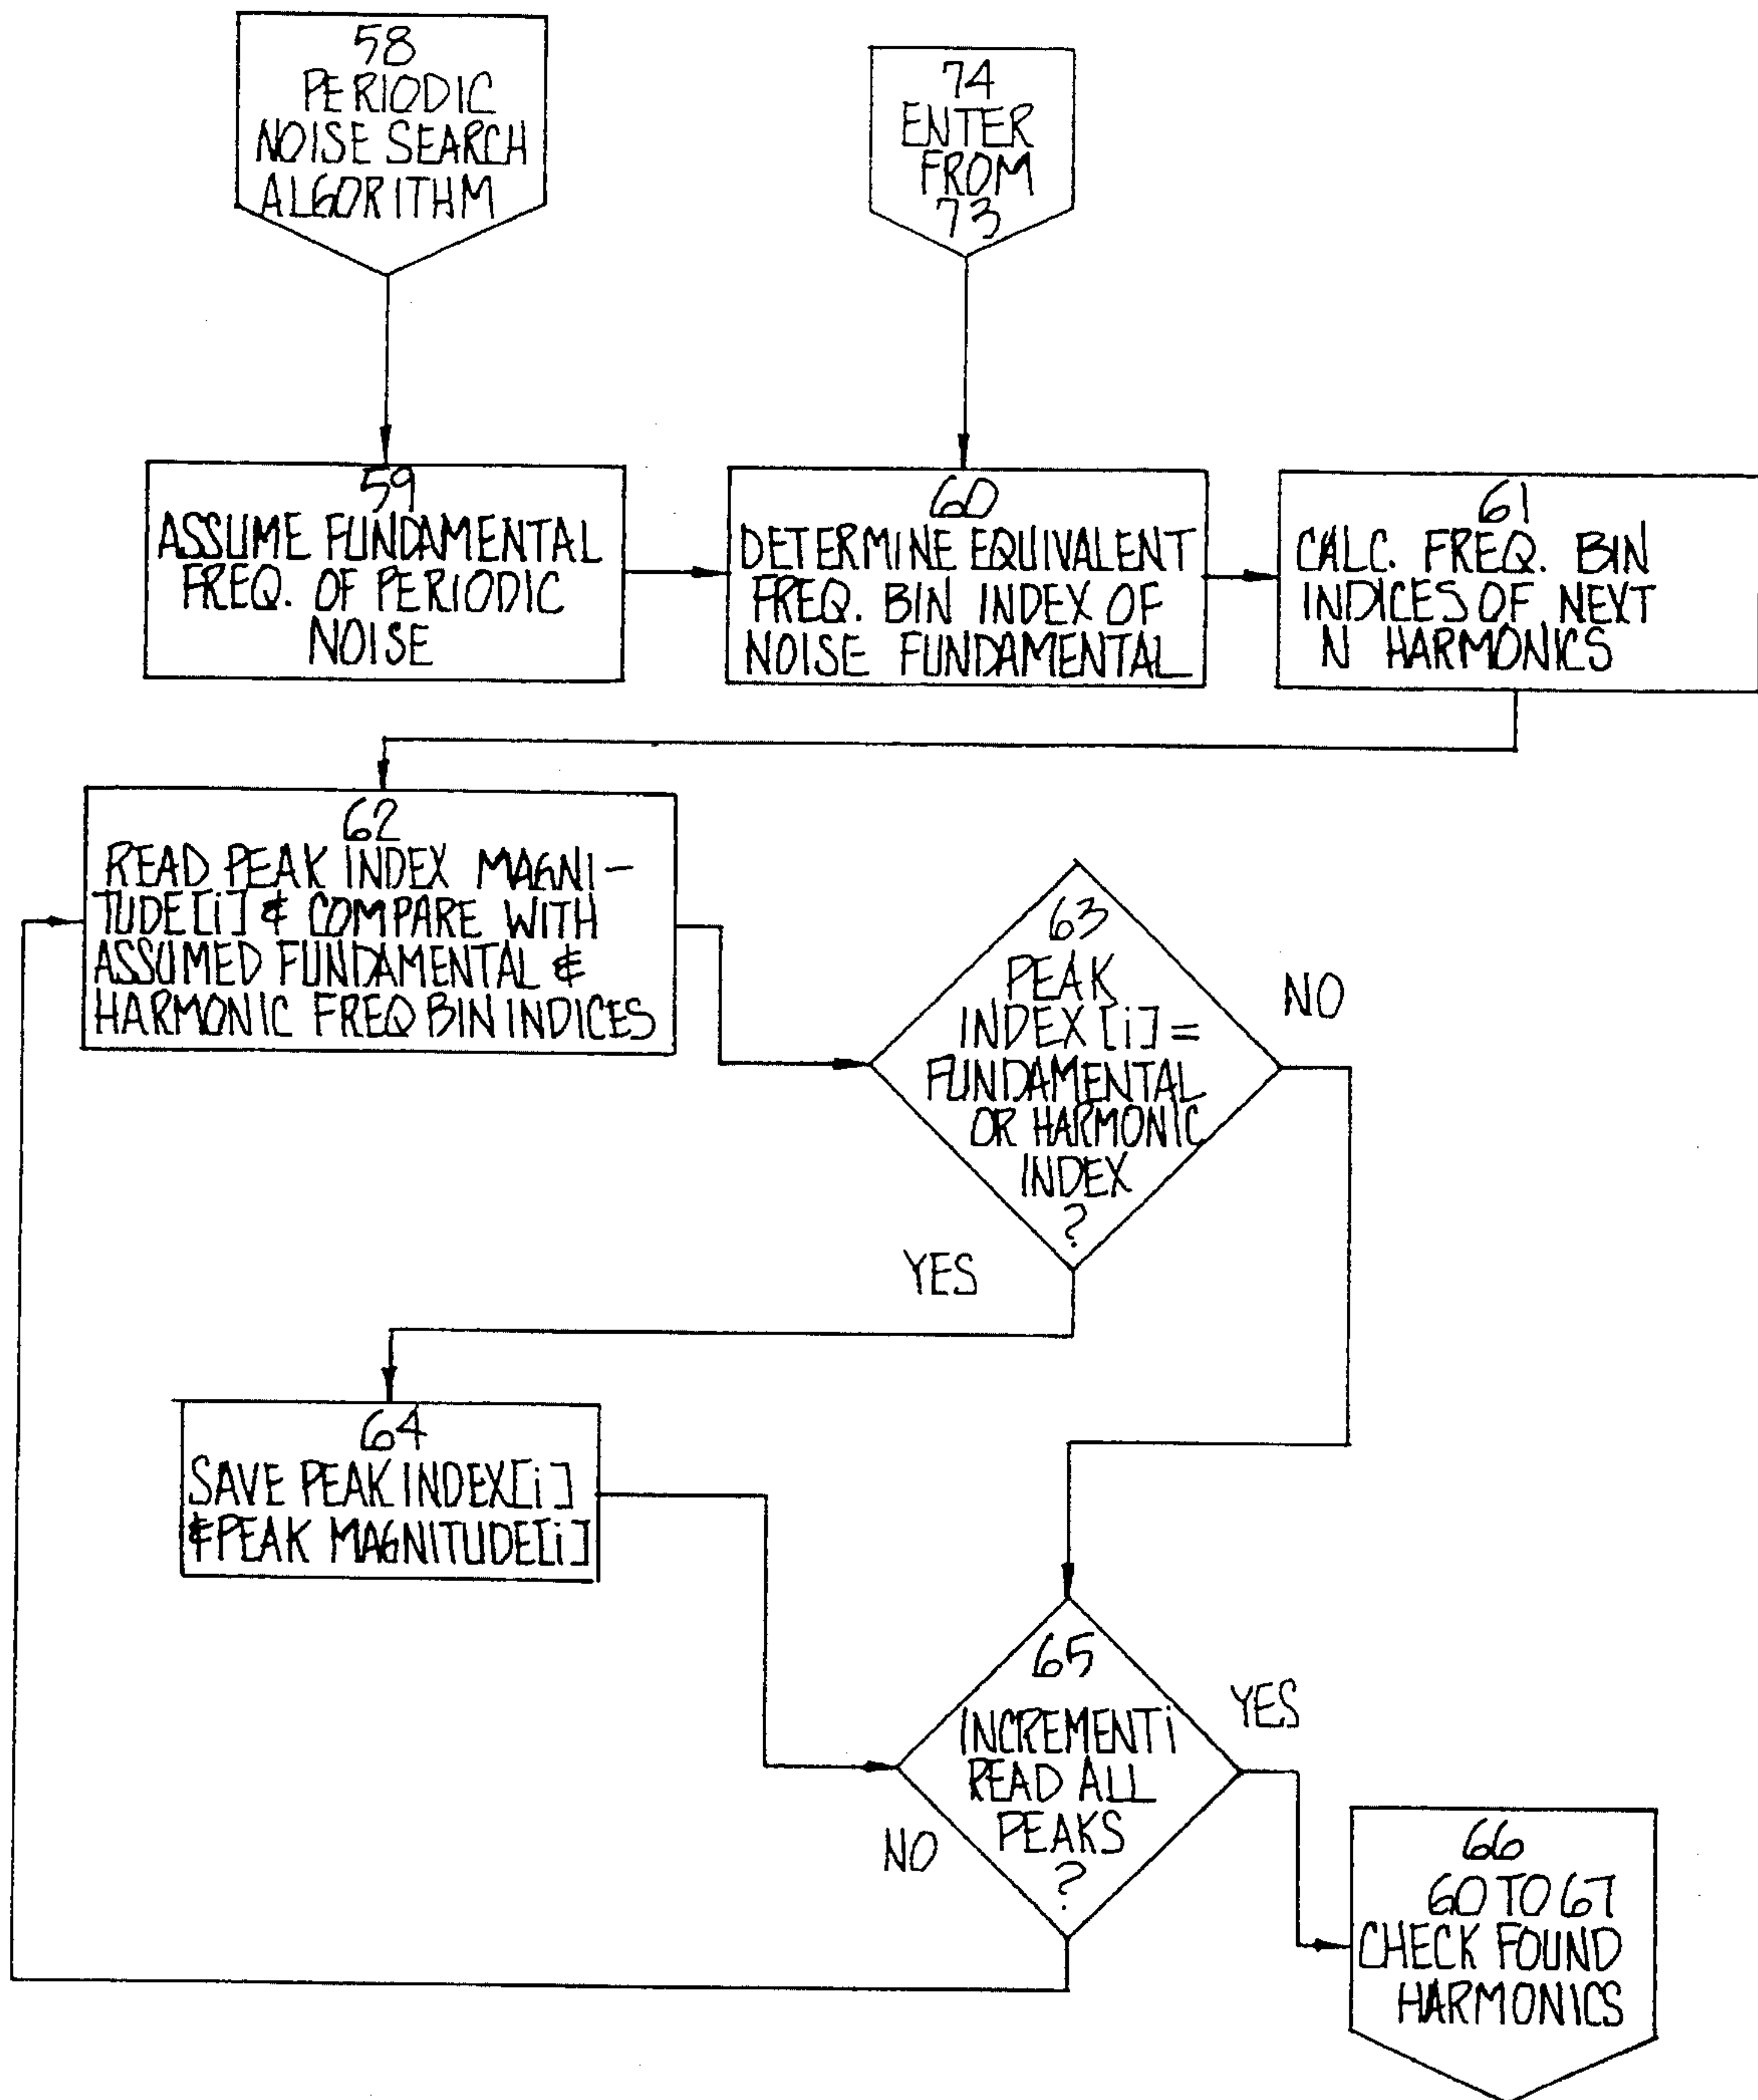 58
PERIODIC
NOISE SEARCH
ALGORITHM
74
ENTER
FROM
73
59
ASSUME FUNDAMENTAL
FREQ. OF PERIODIC
NOISE
60
DETERMINE EQUIVALENT
FREQ. BIN INDEX OF
NOISE FUNDAMENTAL
61
CALC. FREQ. BIN
INDICES OF NEXT
N HARMONICS
62
READ PEAK INDEX MAGNI-
TUDE[i] & COMPARE WITH
ASSUMED FUNDAMENTAL &
HARMONIC FREQ BIN INDICES
63
PEAK
INDEX [i] =
FUNDAMENTAL
OR HARMONIC
INDEX
?
NO
YES
64
SAVE PEAK INDEX[i]
& PEAK MAGNITUDE[i]
65
INCREMENT i
READ ALL
PEAKS
?
YES
NO
66
GO TO 67
CHECK FOUND
HARMONICS